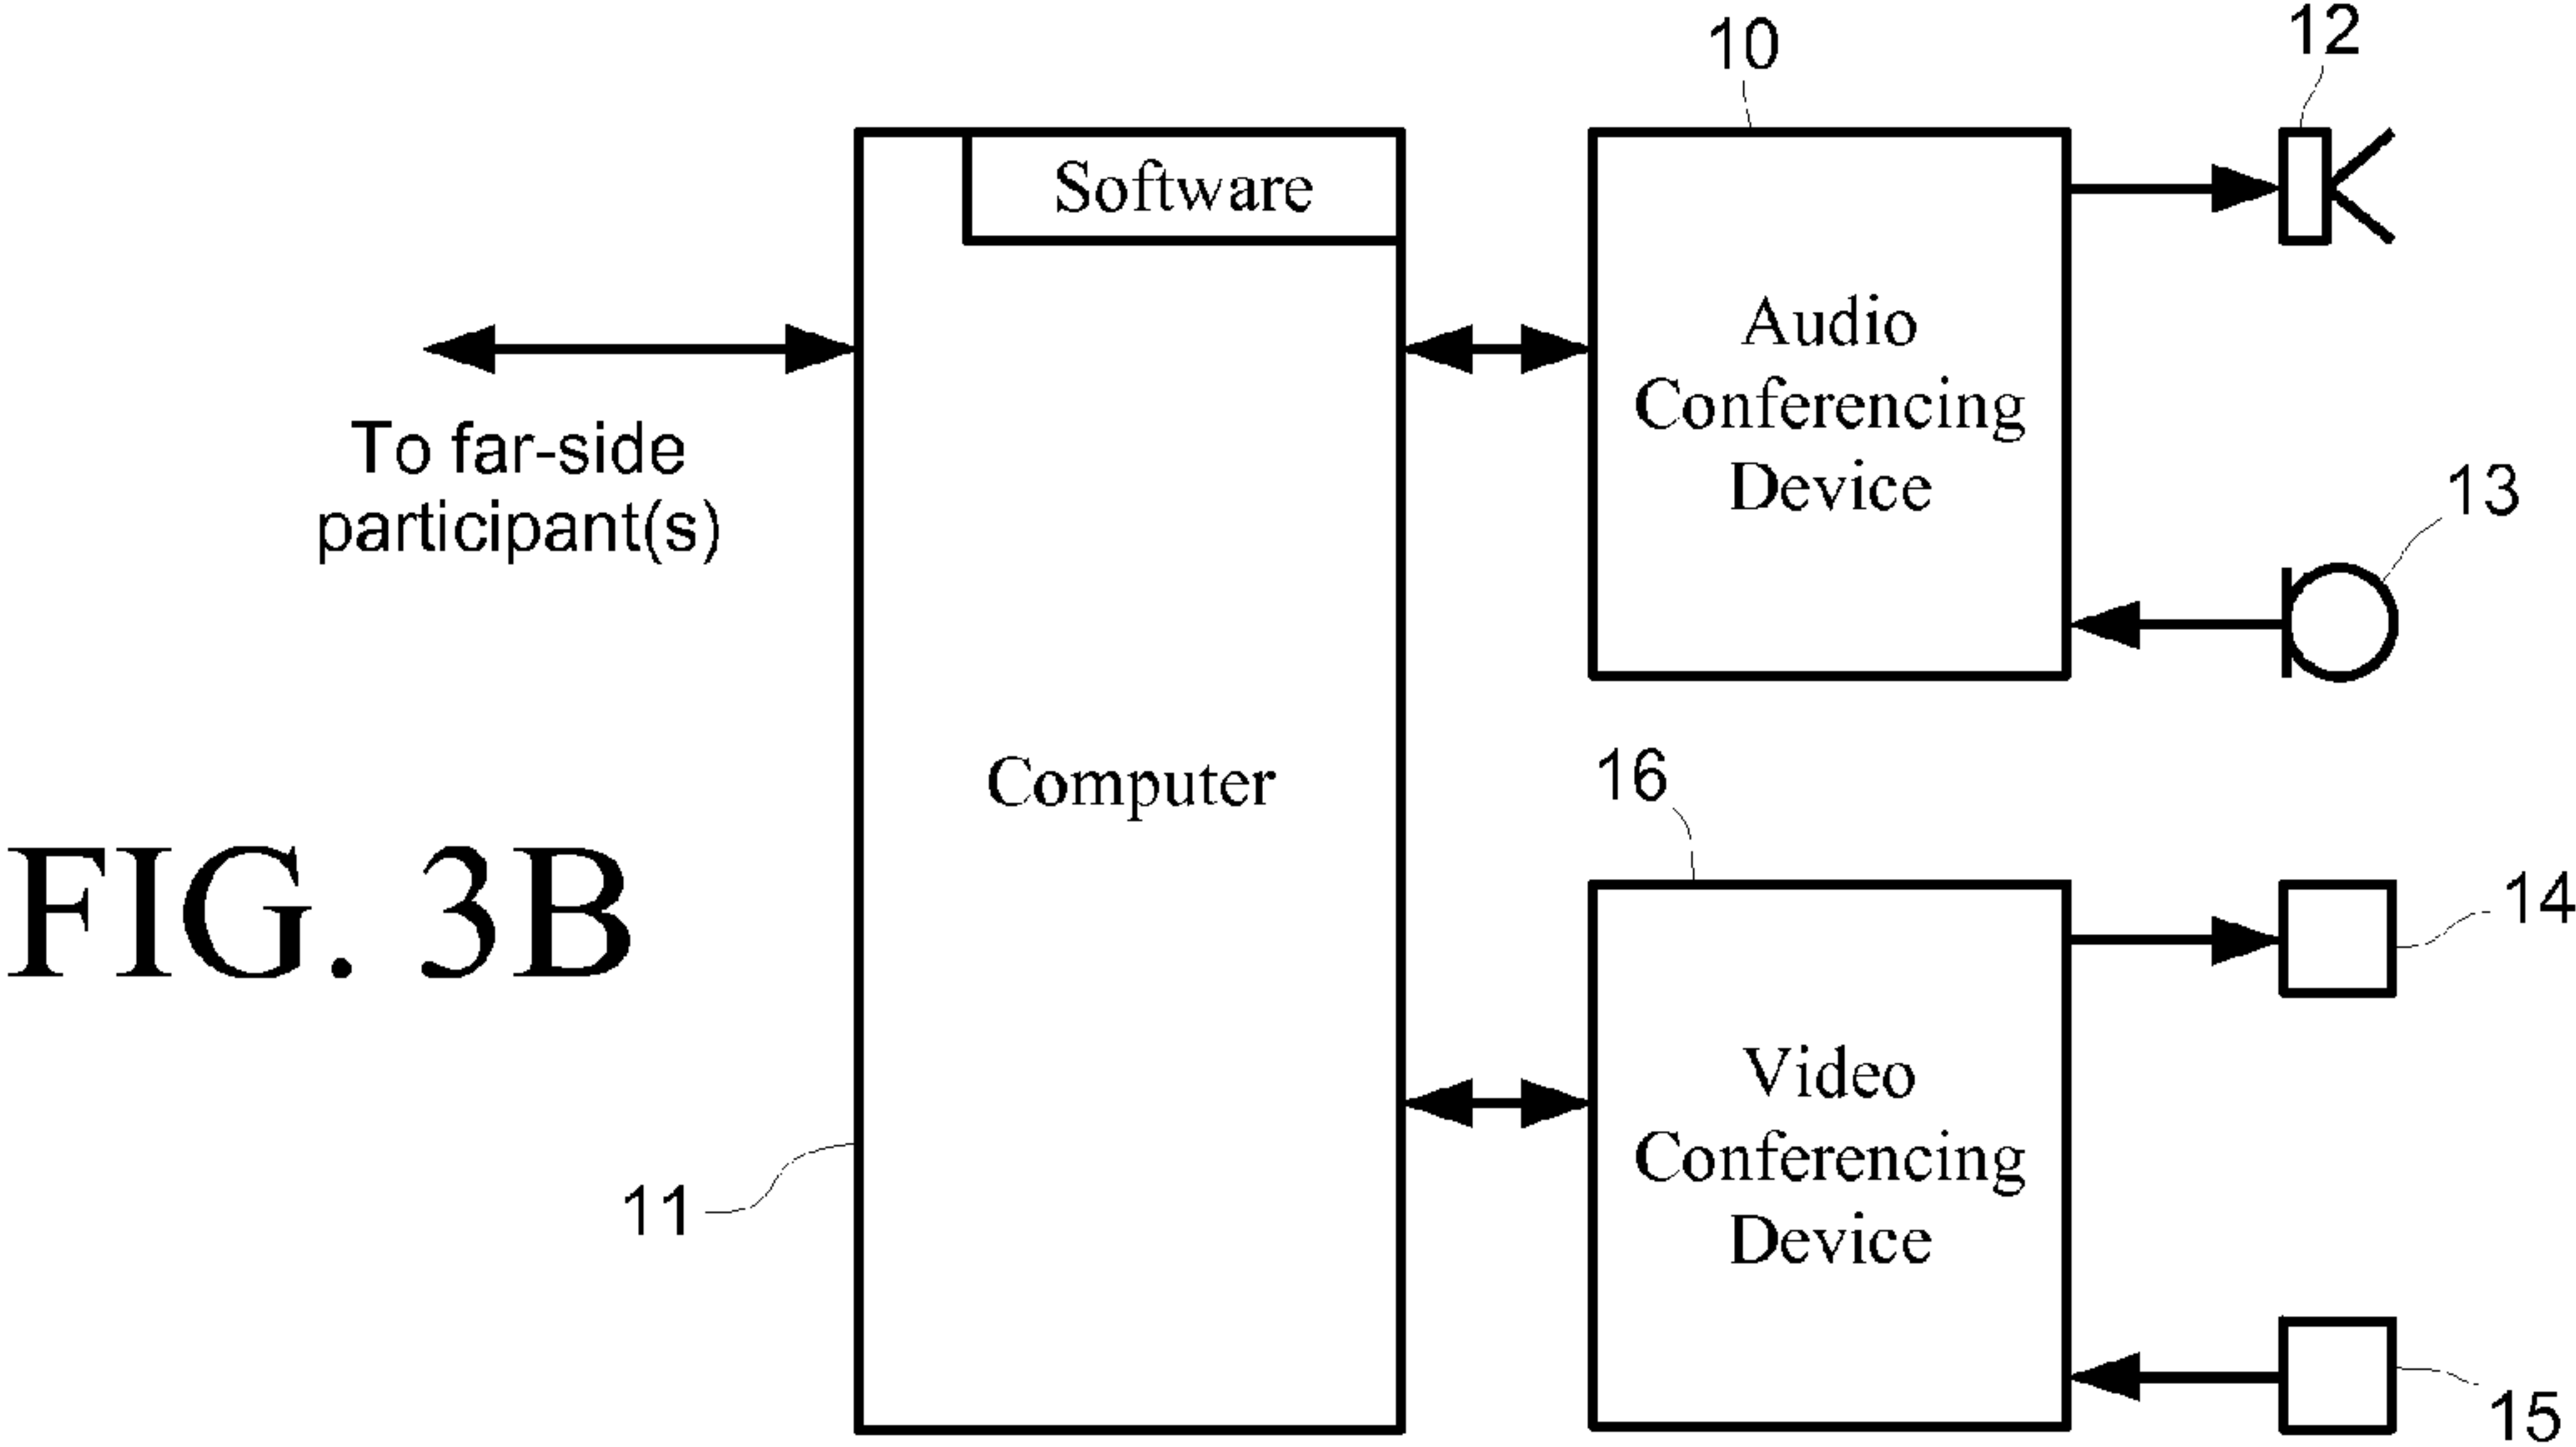 10
12
Software
Audio
Conferencing
Device
To far-side
participant(s)
13
Computer
16
FIG. 3B
14
Video
Conferencing
Device
11
15